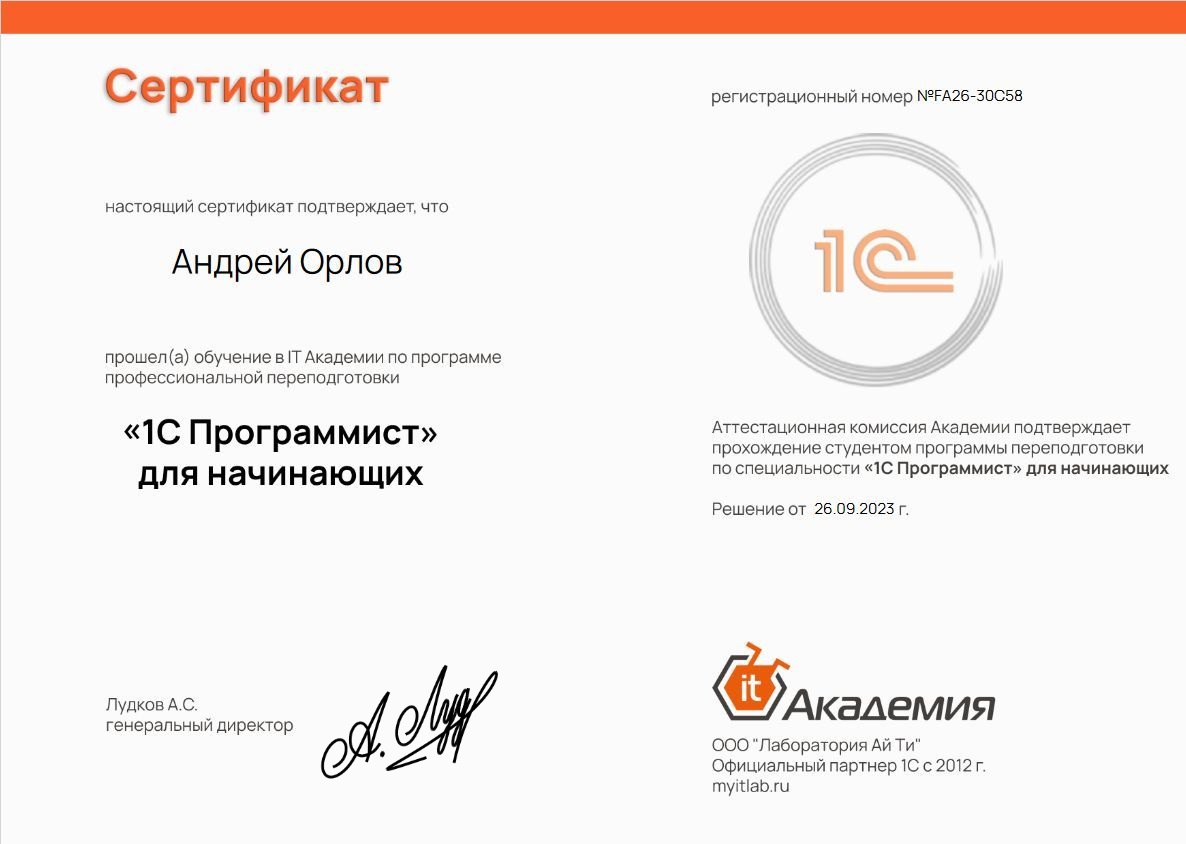 Сертификат
настоящий сертификат подтверждает, что
Андрей Орлов
прошел(а) обучение в IT Академии по программе
профессиональной переподготовки
«1С Программист»
для начинающих
Лудков А.С.
генеральный директор
А. Луд
регистрационный номер №FA26-30C58
1С
Аттестационная комиссия Академии подтверждает
прохождение студентом программы переподготовки
по специальности «1С Программист» для начинающих
Решение от 26.09.2023 г.
it Академия
ООО "Лаборатория Ай Ти"
Официальный партнер 1С с 2012 г.
myitlab.ru